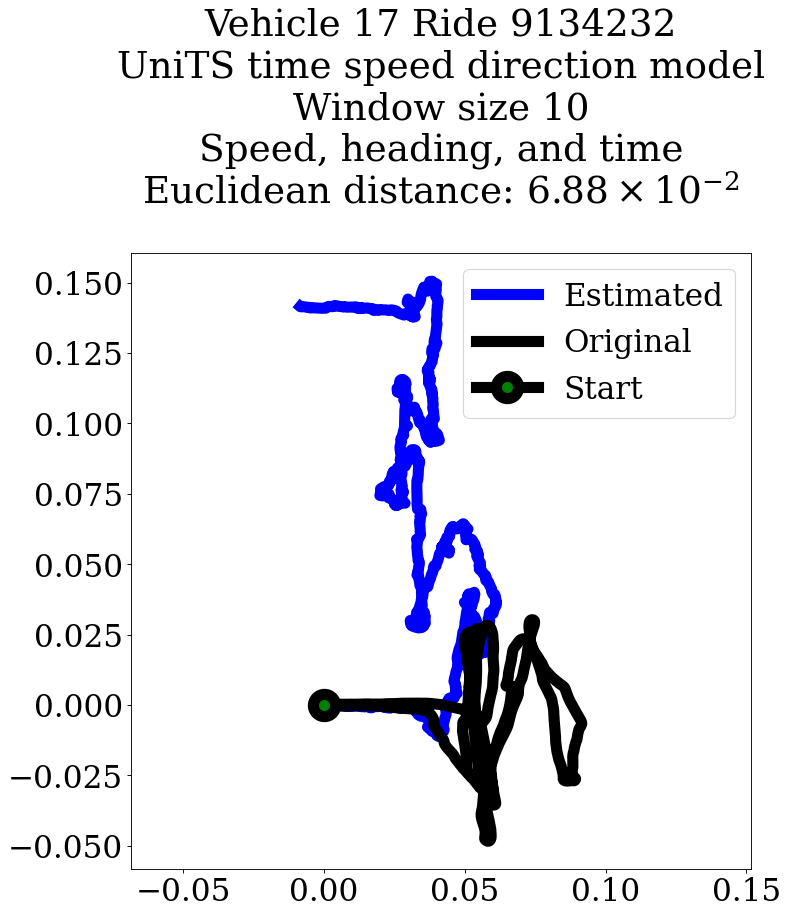 Vehicle 17 Ride 9134232
UniTS time speed direction model
Window size 10
Speed, heading, and time
Euclidean distance: 6.88 × 10⁻²
Estimated
Original
Start
0.150
0.125
0.100
0.075
0.050
0.025
0.000
−0.025
−0.050
−0.05 0.00 0.05 0.10 0.15